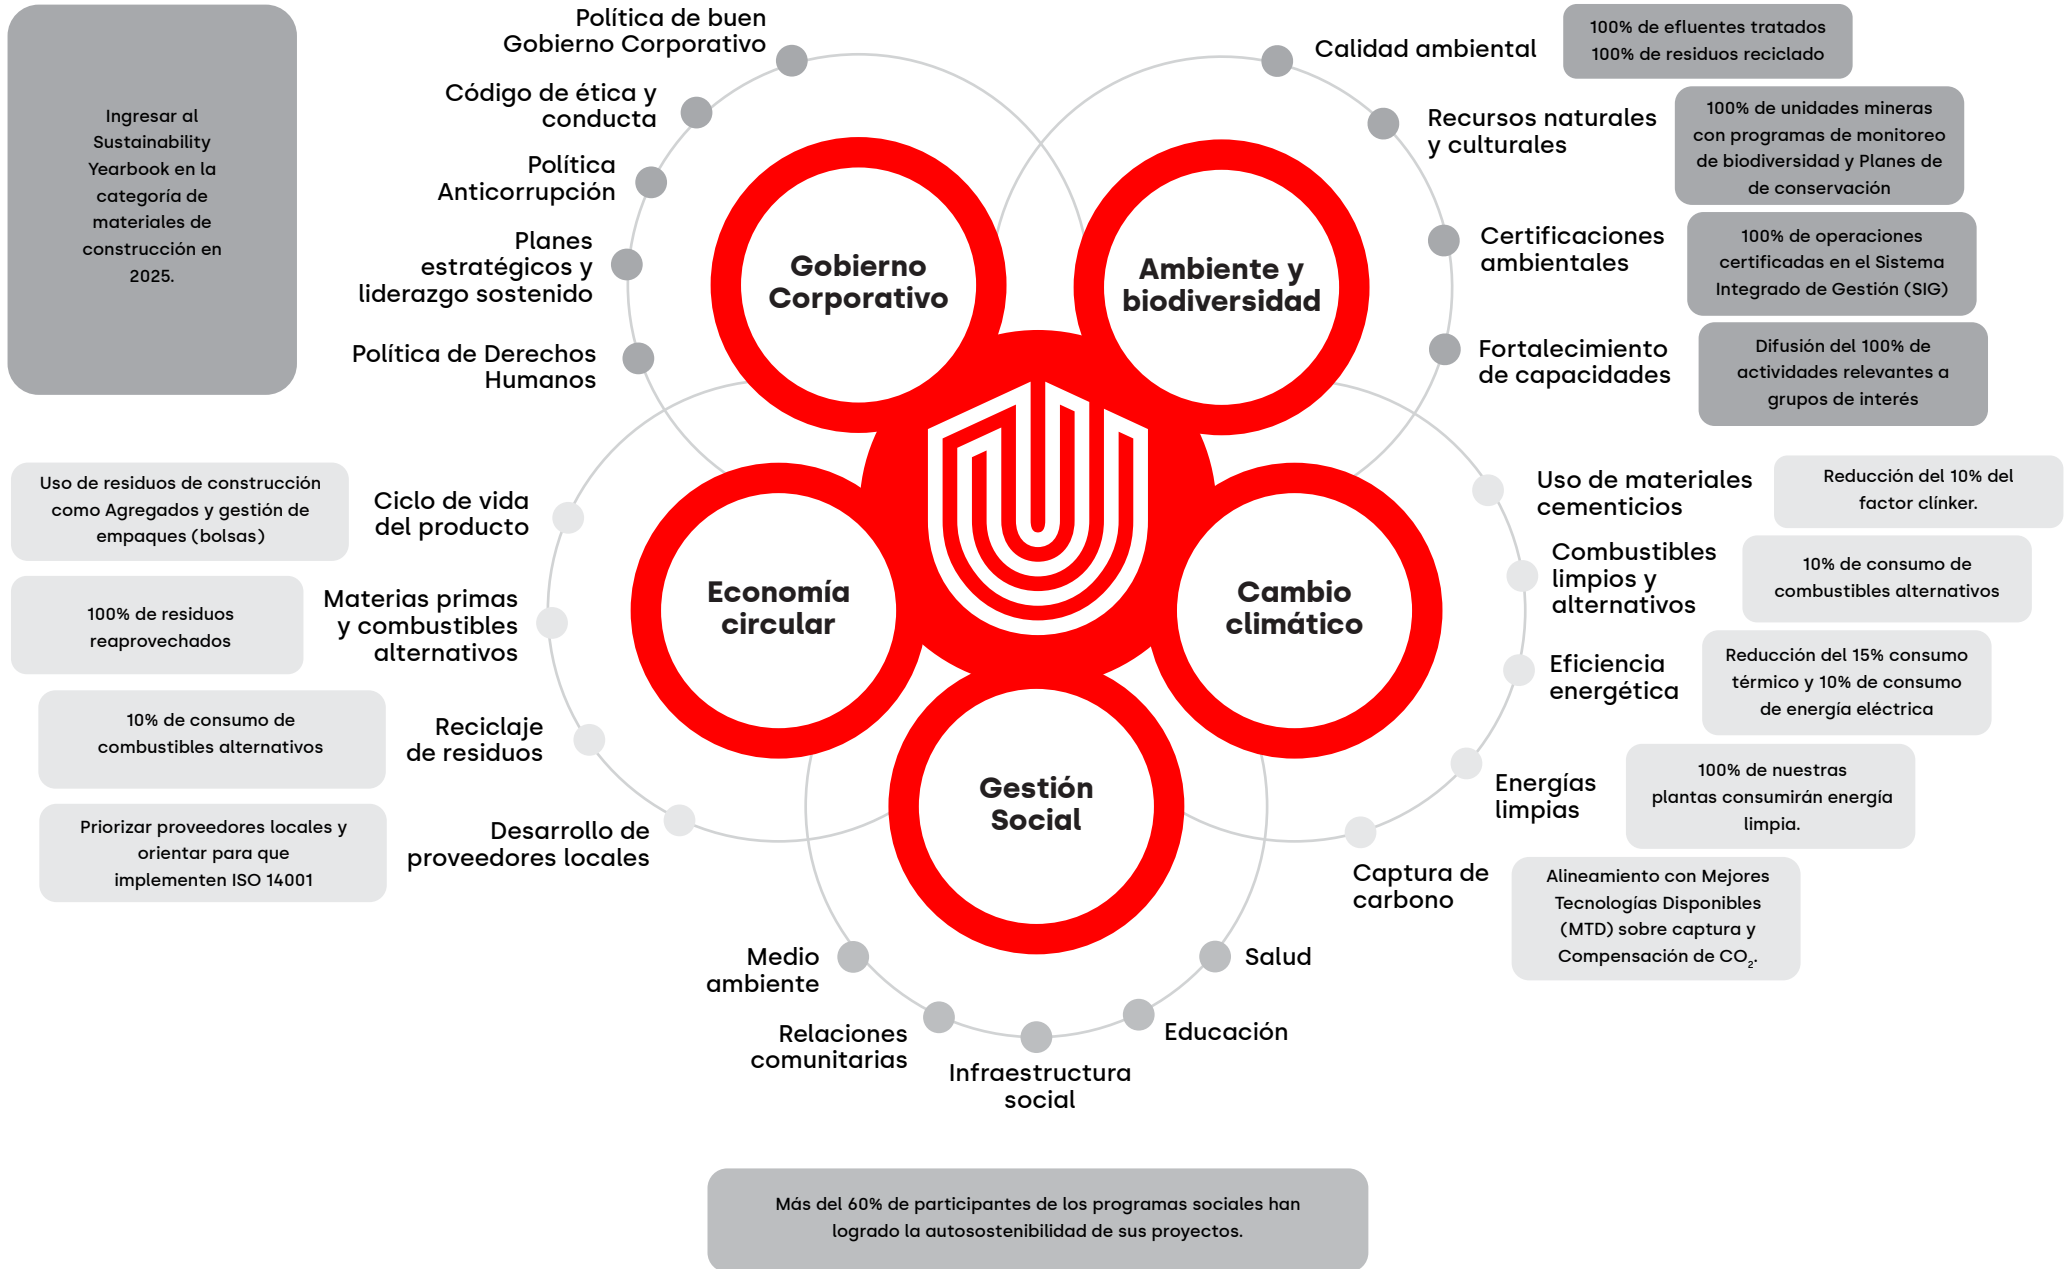 Ingresar al
Sustainability
Yearbook en la
categoría de
materiales de
construcción en
2025.
Política de buen
Gobierno Corporativo
Código de ética y
conducta
Política
Anticorrupción
Planes
estratégicos y
liderazgo sostenido
Política de Derechos
Humanos
Gobierno
Corporativo
Ambiente y
biodiversidad
Calidad ambiental
100% de efluentes tratados
100% de residuos reciclado
Recursos naturales
y culturales
100% de unidades mineras
con programas de monitoreo
de biodiversidad y Planes de
de conservación
Certificaciones
ambientales
100% de operaciones
certificadas en el Sistema
Integrado de Gestión (SIG)
Fortalecimiento
de capacidades
Difusión del 100% de
actividades relevantes a
grupos de interés
Uso de residuos de construcción
como Agregados y gestión de
empaques (bolsas)
Ciclo de vida
del producto
100% de residuos
reaprovechados
Materias primas
y combustibles
alternativos
10% de consumo de
combustibles alternativos
Reciclaje
de residuos
Priorizar proveedores locales y
orientar para que
implementen ISO 14001
Desarrollo de
proveedores locales
Economía
circular
Cambio
climático
Uso de materiales
cementicios
Reducción del 10% del
factor clínker.
Combustibles
limpios y
alternativos
10% de consumo de
combustibles alternativos
Eficiencia
energética
Reducción del 15% consumo
térmico y 10% de consumo
de energía eléctrica
Energías
limpias
100% de nuestras
plantas consumirán energía
limpia.
Captura de
carbono
Alineamiento con Mejores
Tecnologías Disponibles
(MTD) sobre captura y
Compensación de CO₂.
Gestión
Social
Medio
ambiente
Relaciones
comunitarias
Infraestructura
social
Educación
Salud
Más del 60% de participantes de los programas sociales han
logrado la autosostenibilidad de sus proyectos.